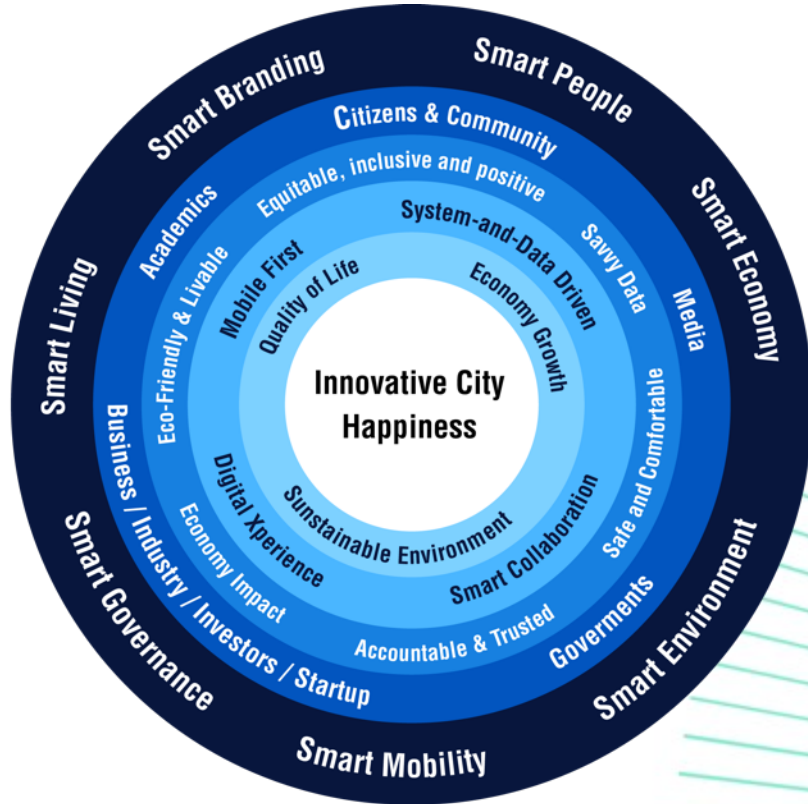 Smart Branding
Smart People
Smart Economy
Smart Environment
Smart Mobility
Smart Governance
Smart Living
Citizens & Community
Media
Goverments
Business / Industry / Investors / Startup
Academics
Equitable, inclusive and positive
Savvy Data
Safe and Comfortable
Accountable & Trusted
Economy Impact
Eco-Friendly & Livable
Mobile First
System-and-Data Driven
Smart Collaboration
Digital Xperience
Quality of Life
Economy Growth
Sunstainable Environment
Innovative City
Happiness